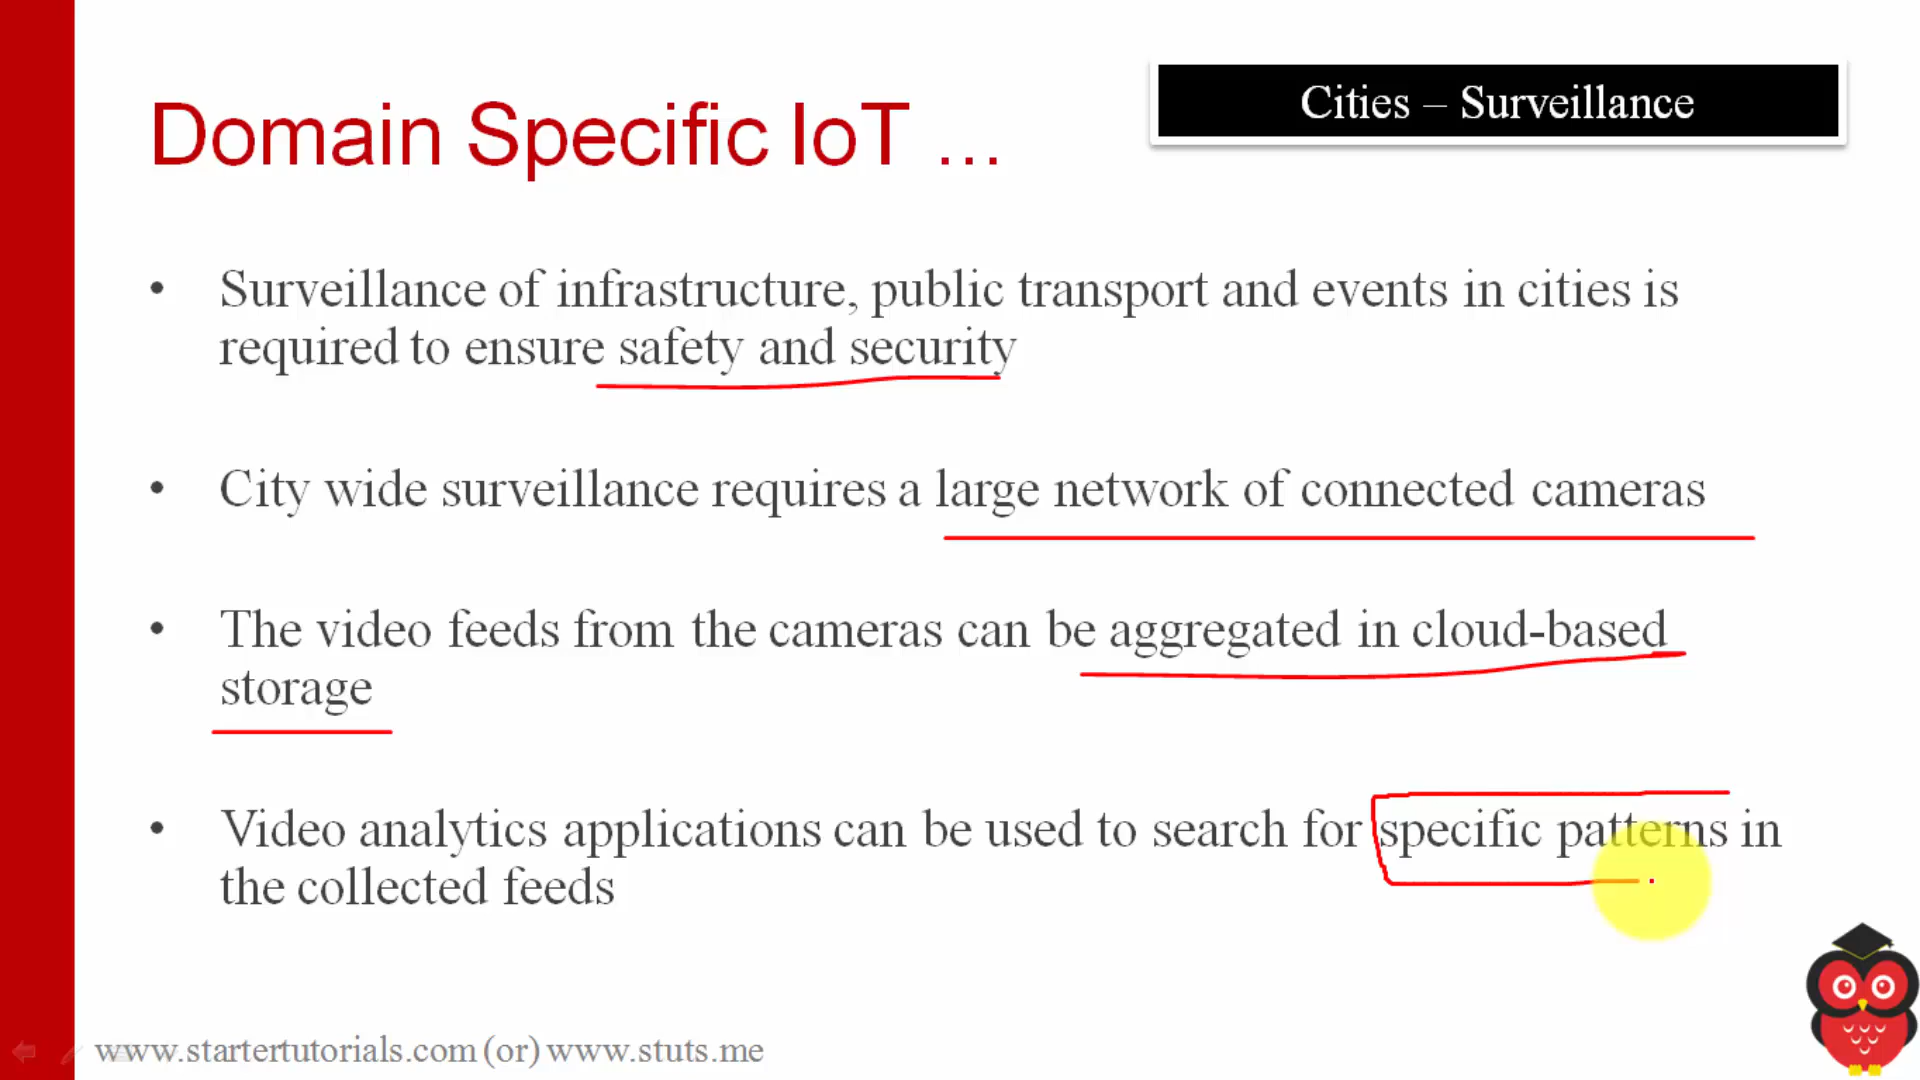 Cities – Surveillance
Domain Specific IoT ...
• Surveillance of infrastructure, public transport and events in cities is
required to ensure safety and security
• City wide surveillance requires a large network of connected cameras
• The video feeds from the cameras can be aggregated in cloud-based
storage
• Video analytics applications can be used to search for specific patterns in
the collected feeds
www.startertutorials.com (or) www.stuts.me